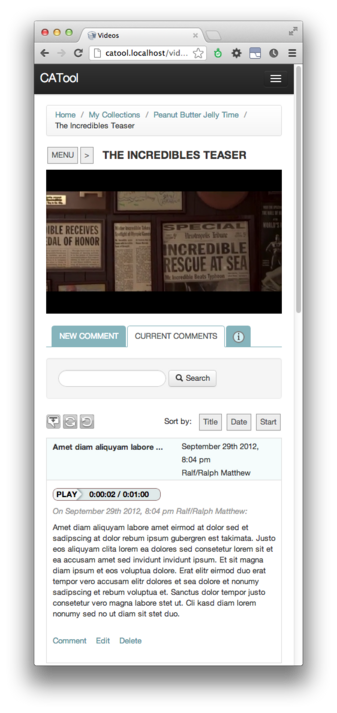 Videos
catool.localhost/vid...
CATool
Home / My Collections / Peanut Butter Jelly Time /
The Incredibles Teaser
MENU > THE INCREDIBLES TEASER
IBLE RECEIVES
DAL OF HONOR
SPECIAL
INCREDIBLE
RESCUE AT SEA
NEW COMMENT CURRENT COMMENTS
Search
Sort by: Title Date Start
Amet diam aliquyam labore ... September 29th 2012,
8:04 pm
Ralf/Ralph Matthew
PLAY 0:00:02 / 0:01:00
On September 29th 2012, 8:04 pm Ralf/Ralph Matthew:
Amet diam aliquyam labore amet eirmod at dolor sed et
sadipscing at dolor rebum ipsum gubergren est takimata. Justo
eos aliquyam clita lorem ea dolores sed consetetur lorem sit et
ea accusam amet sed invidunt invidunt ipsum. Et sit magna
diam ipsum et eos voluptua dolore. Erat elitr eirmod duo erat
tempor vero accusam elitr dolores et sea dolore et nonumy
sadipscing et rebum voluptua et. Sanctus dolor tempor justo
consetetur vero magna labore stet ut. Cli kasd diam lorem
nonumy sed no ut diam sit stet duo.
Comment Edit Delete